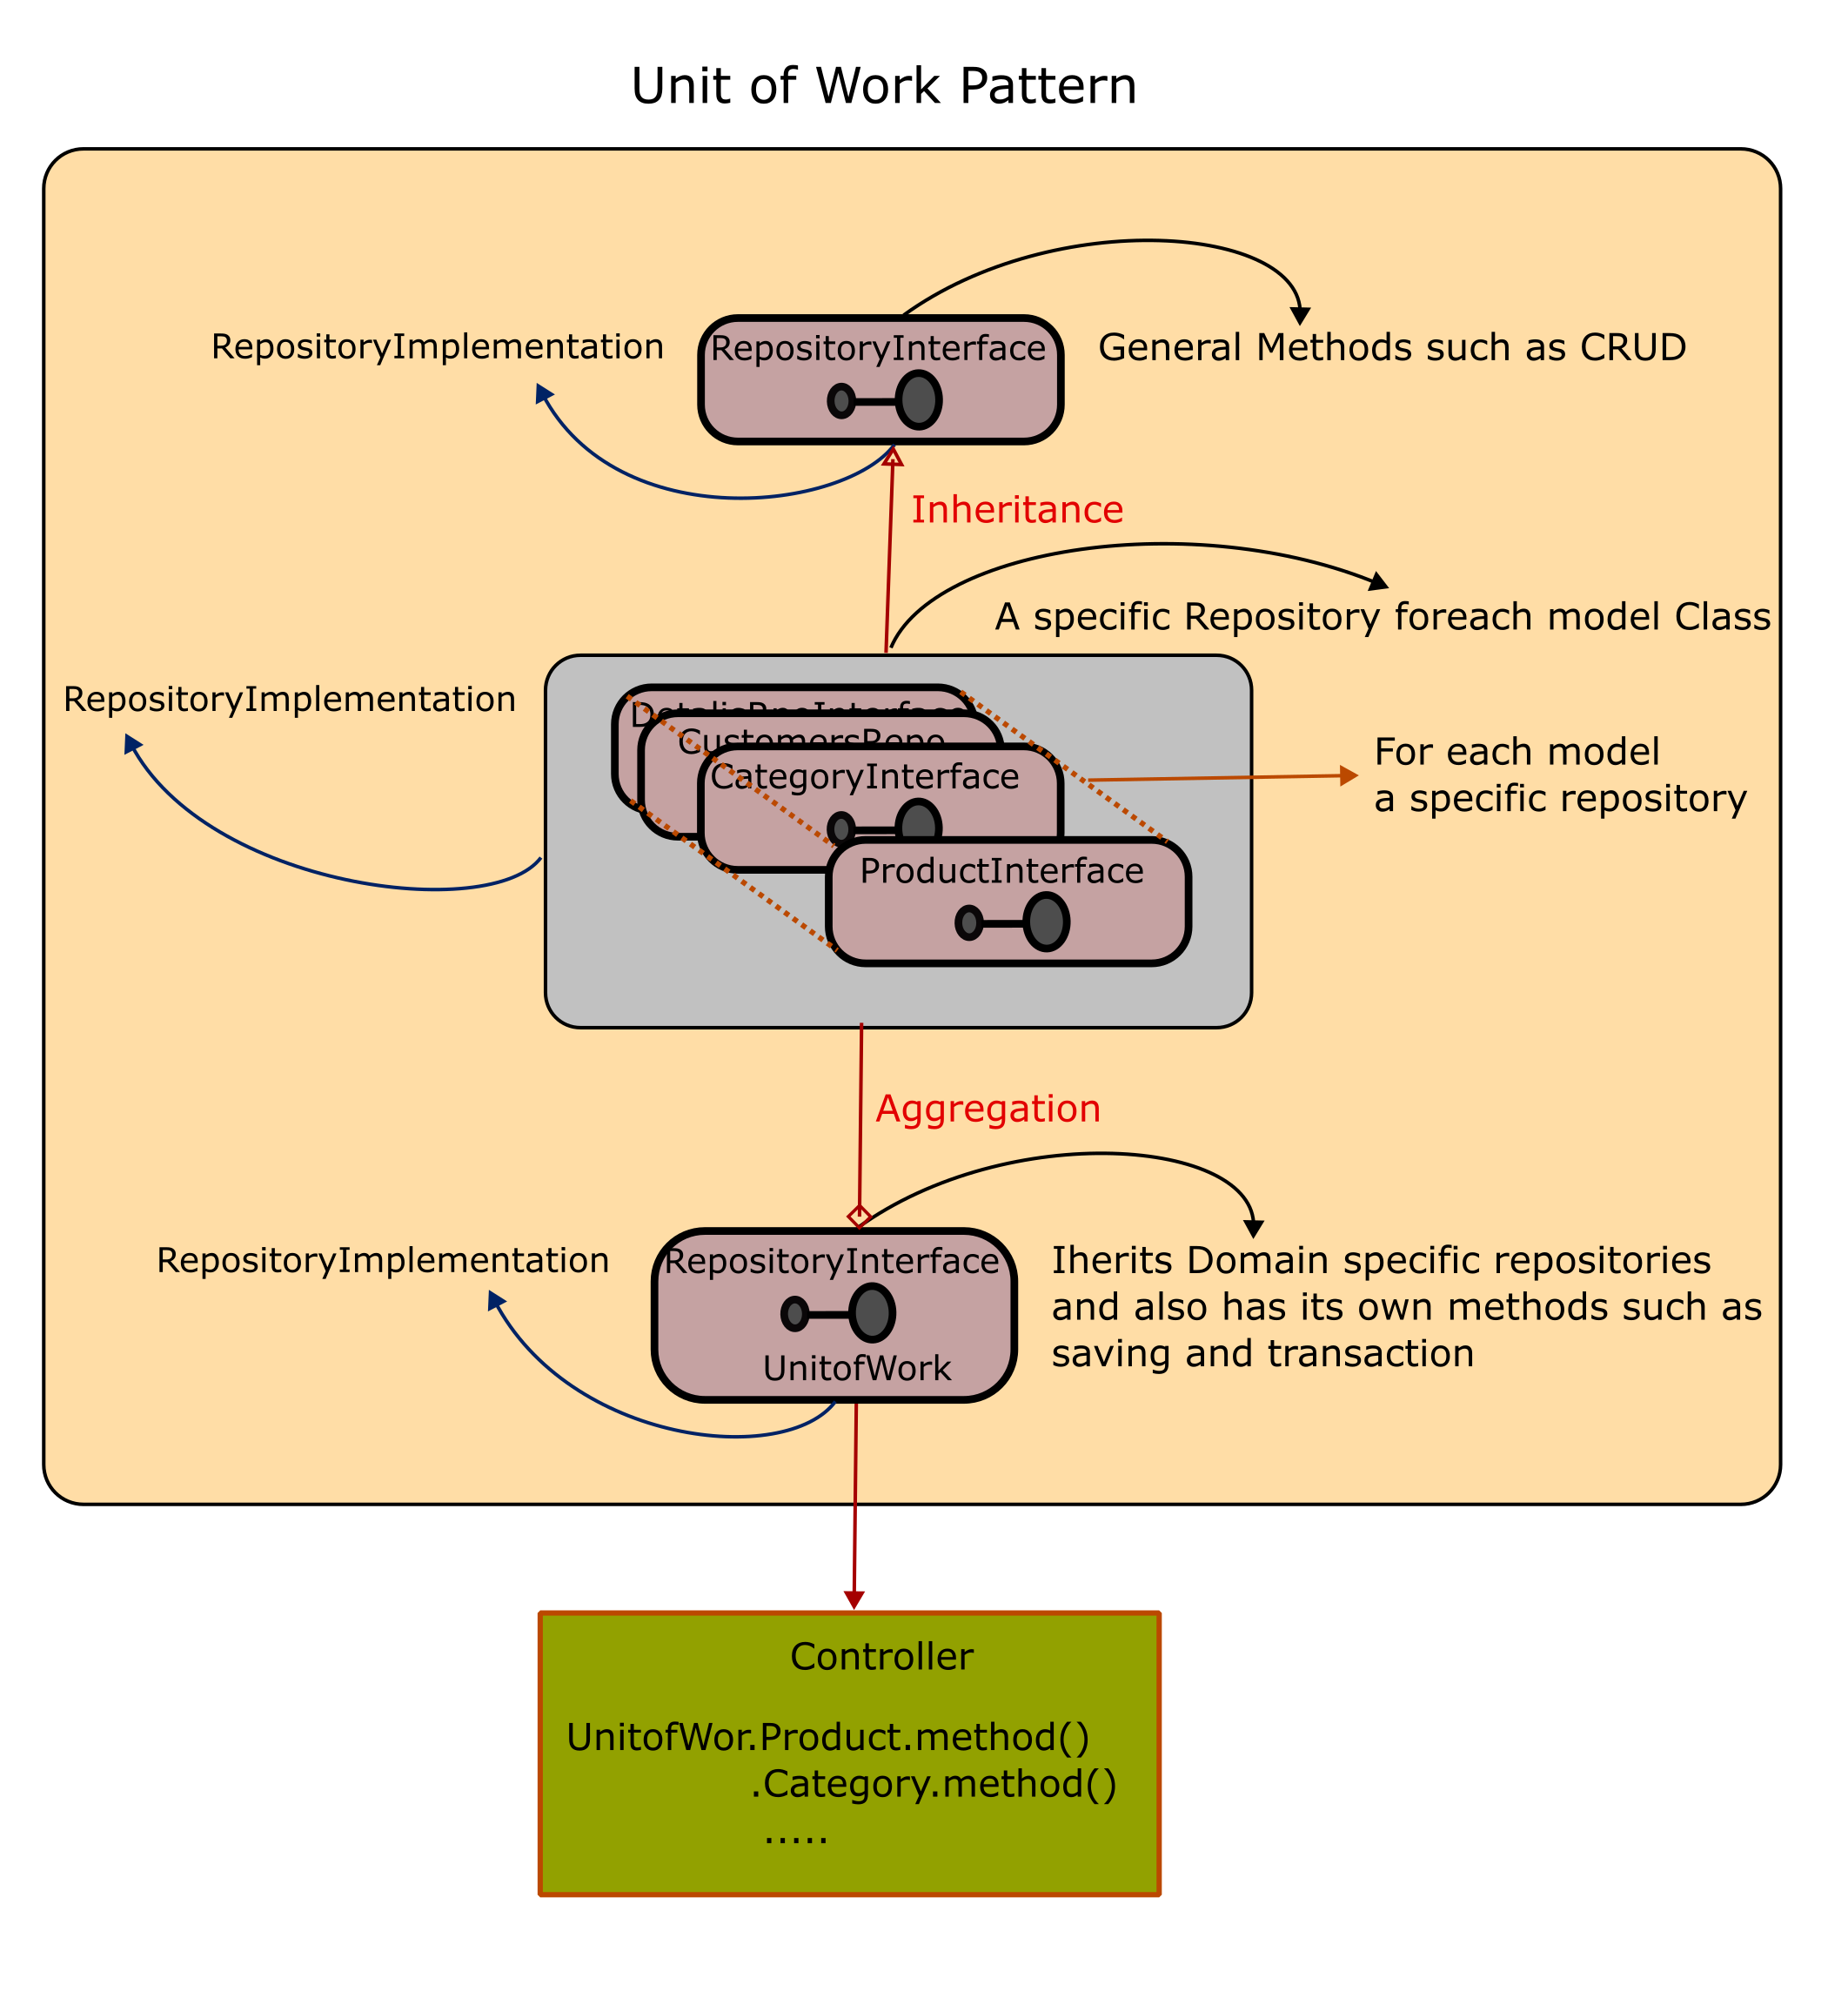 Unit of Work Pattern
RepositoryImplementation
RepositoryInterface
General Methods such as CRUD
Inheritance
A specific Repository foreach model Class
RepositoryImplementation
CustomersRepo
CategoryInterface
For each model
a specific repository
ProductInterface
Aggregation
RepositoryImplementation
RepositoryInterface
UnitofWork
Iherits Domain specific repositories
and also has its own methods such as
saving and transaction
Controller
UnitofWor.Product.method()
.Category.method()
.....